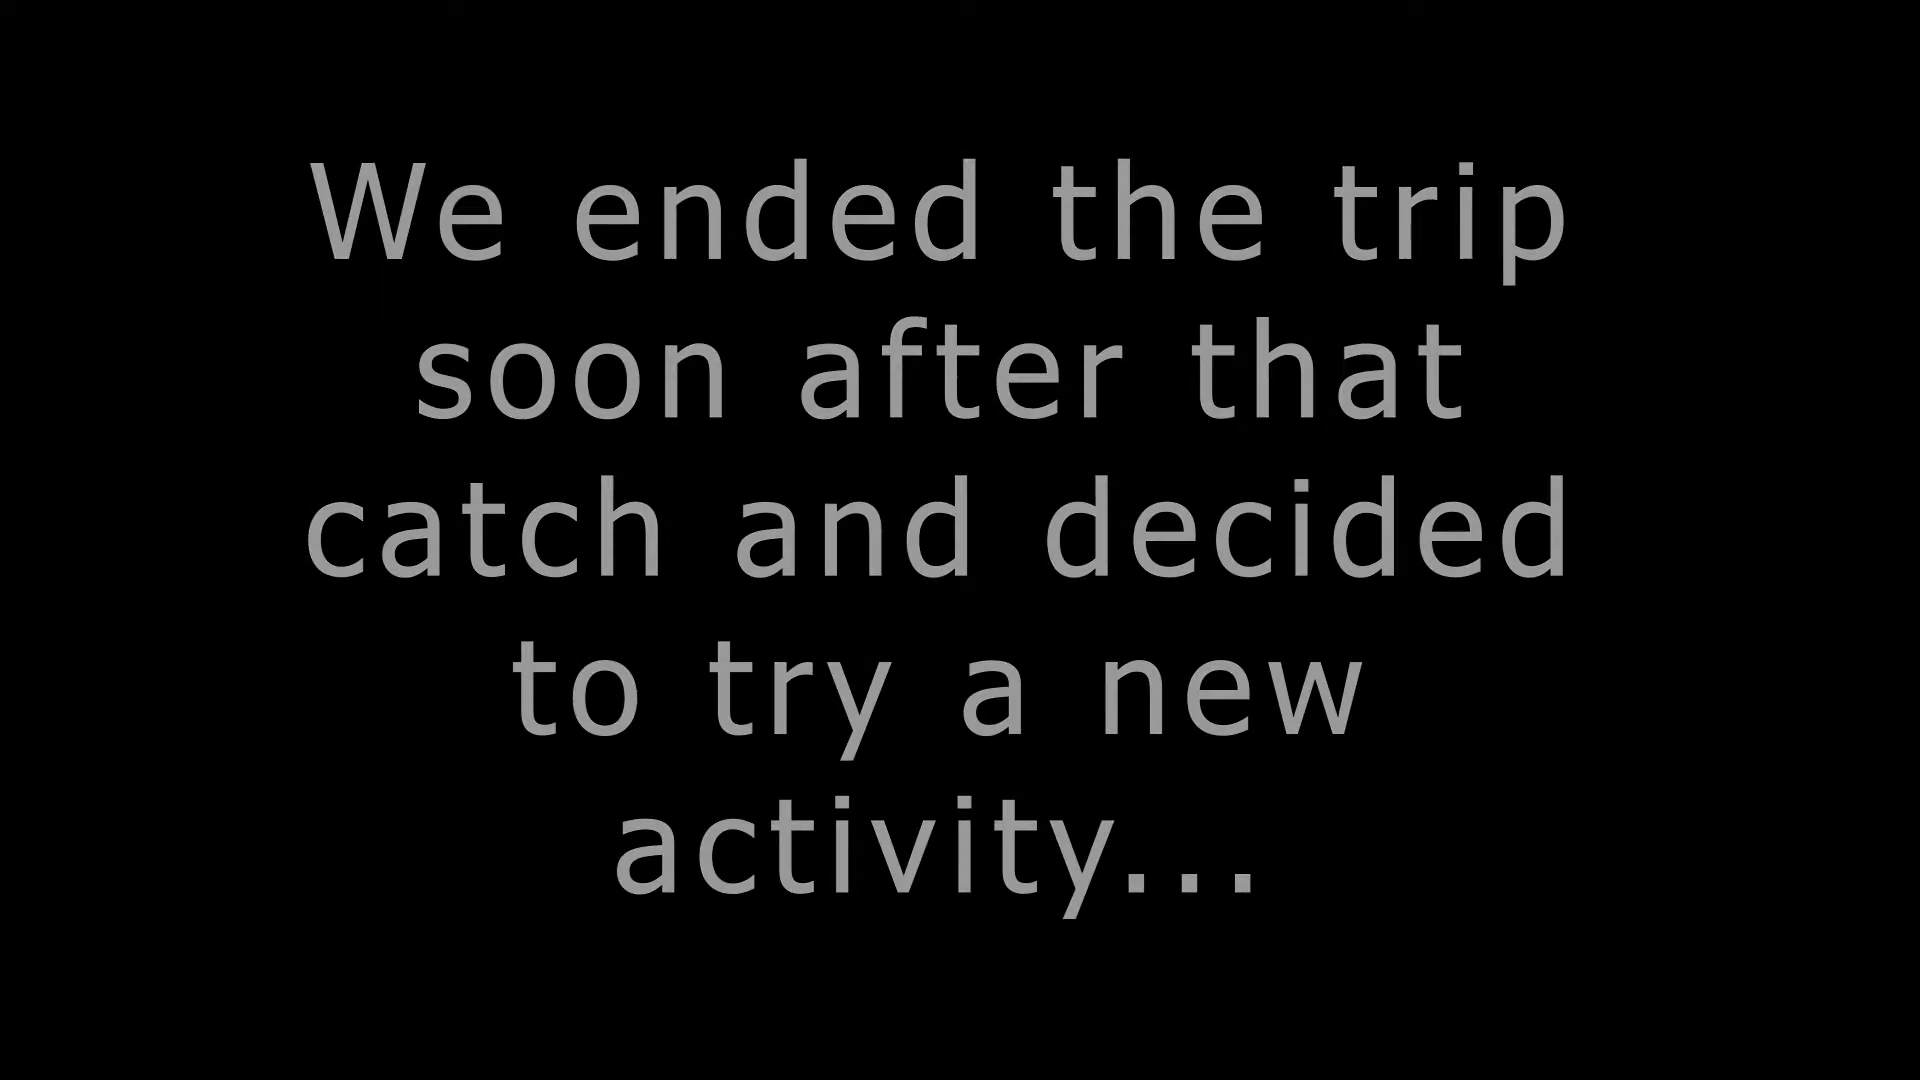 We ended the trip
soon after that
catch and decided
to try a new
activity...